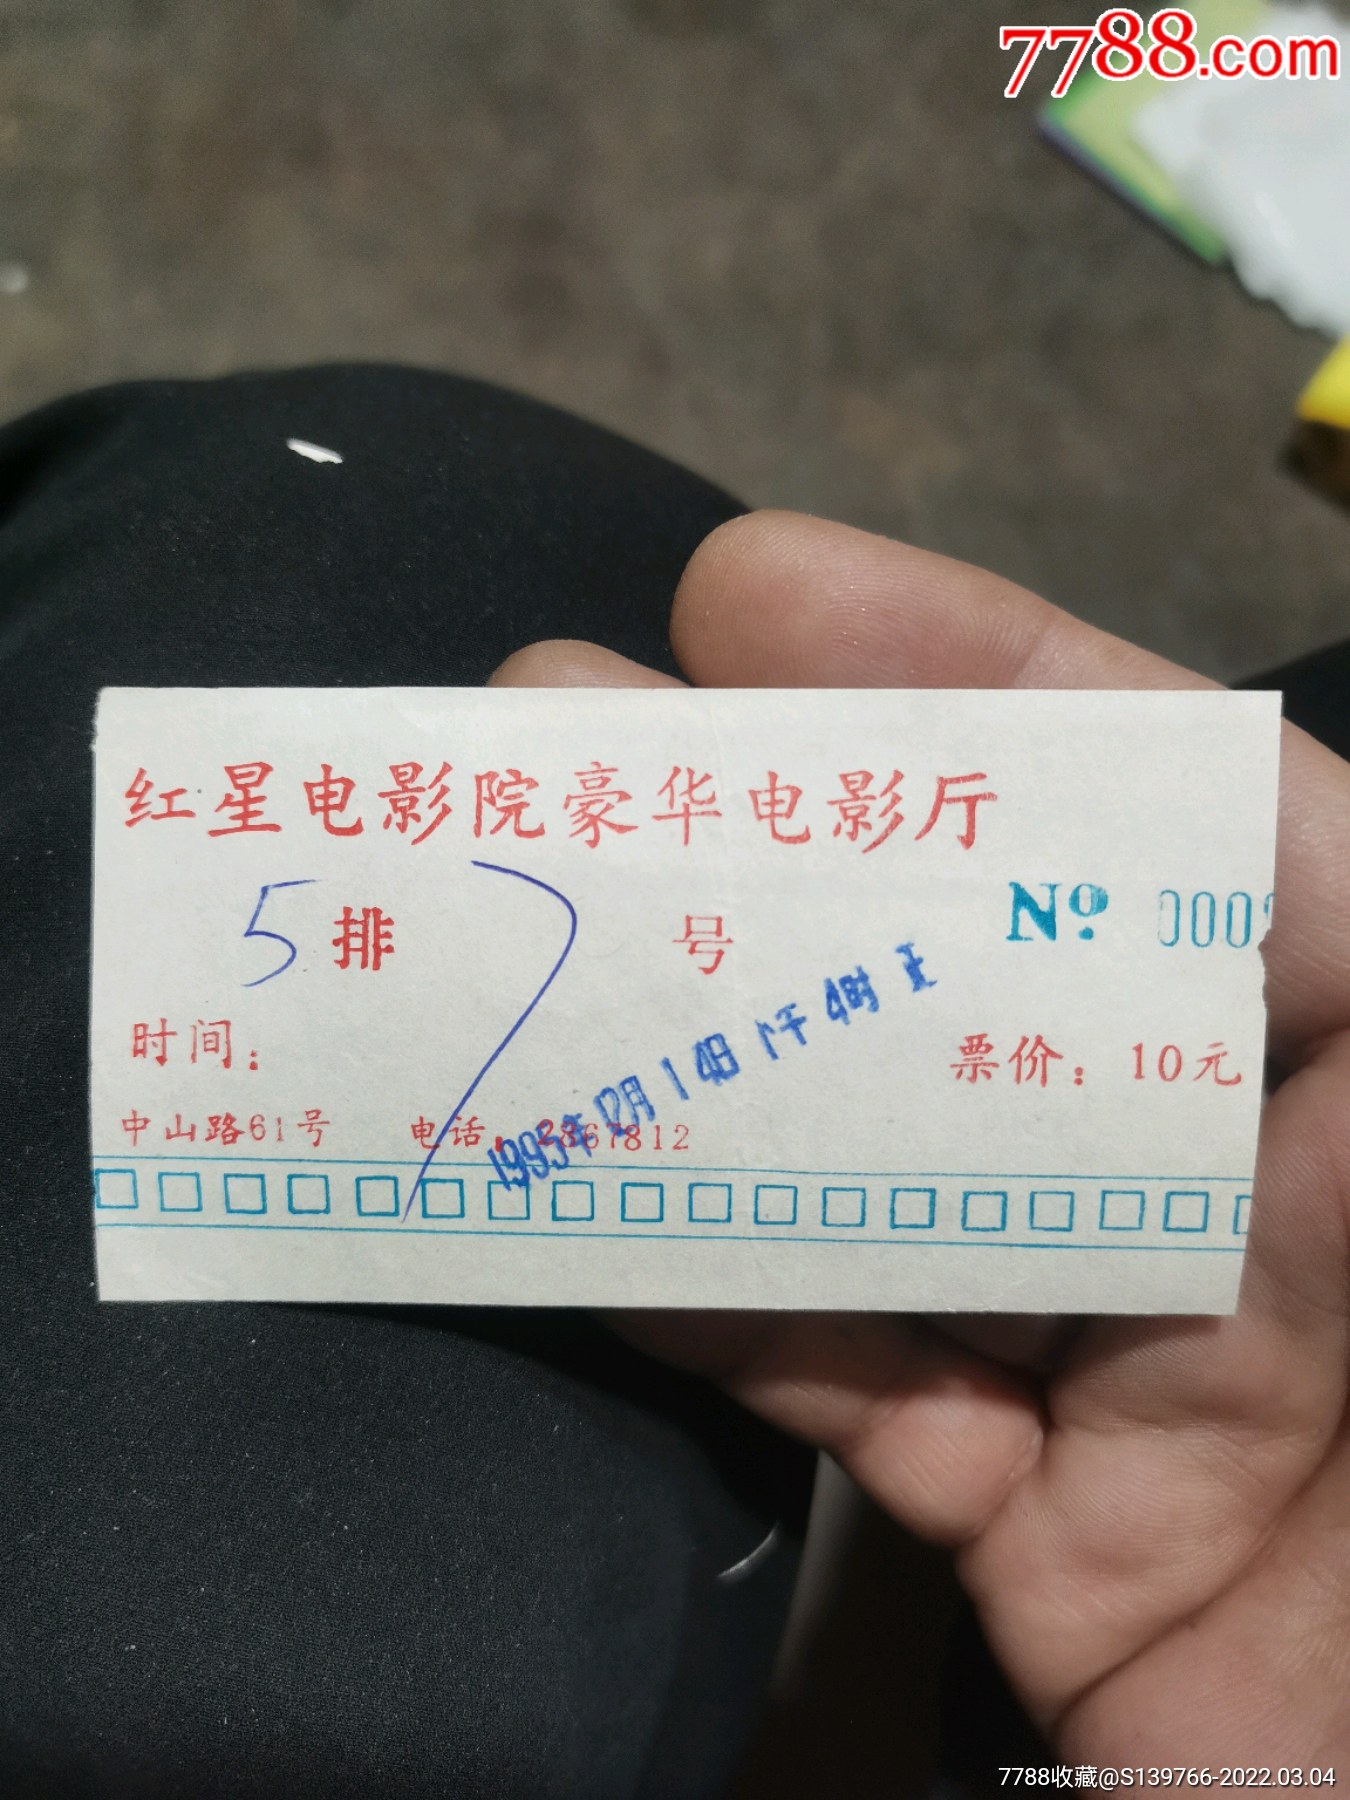 7788.com
红星电影院豪华电影厅
5排 7 号
No. 000
时间：
1995年12月14日下午4时正
票价：10元
中山路61号 电话：2867812
7788收藏@S139766-2022.03.04